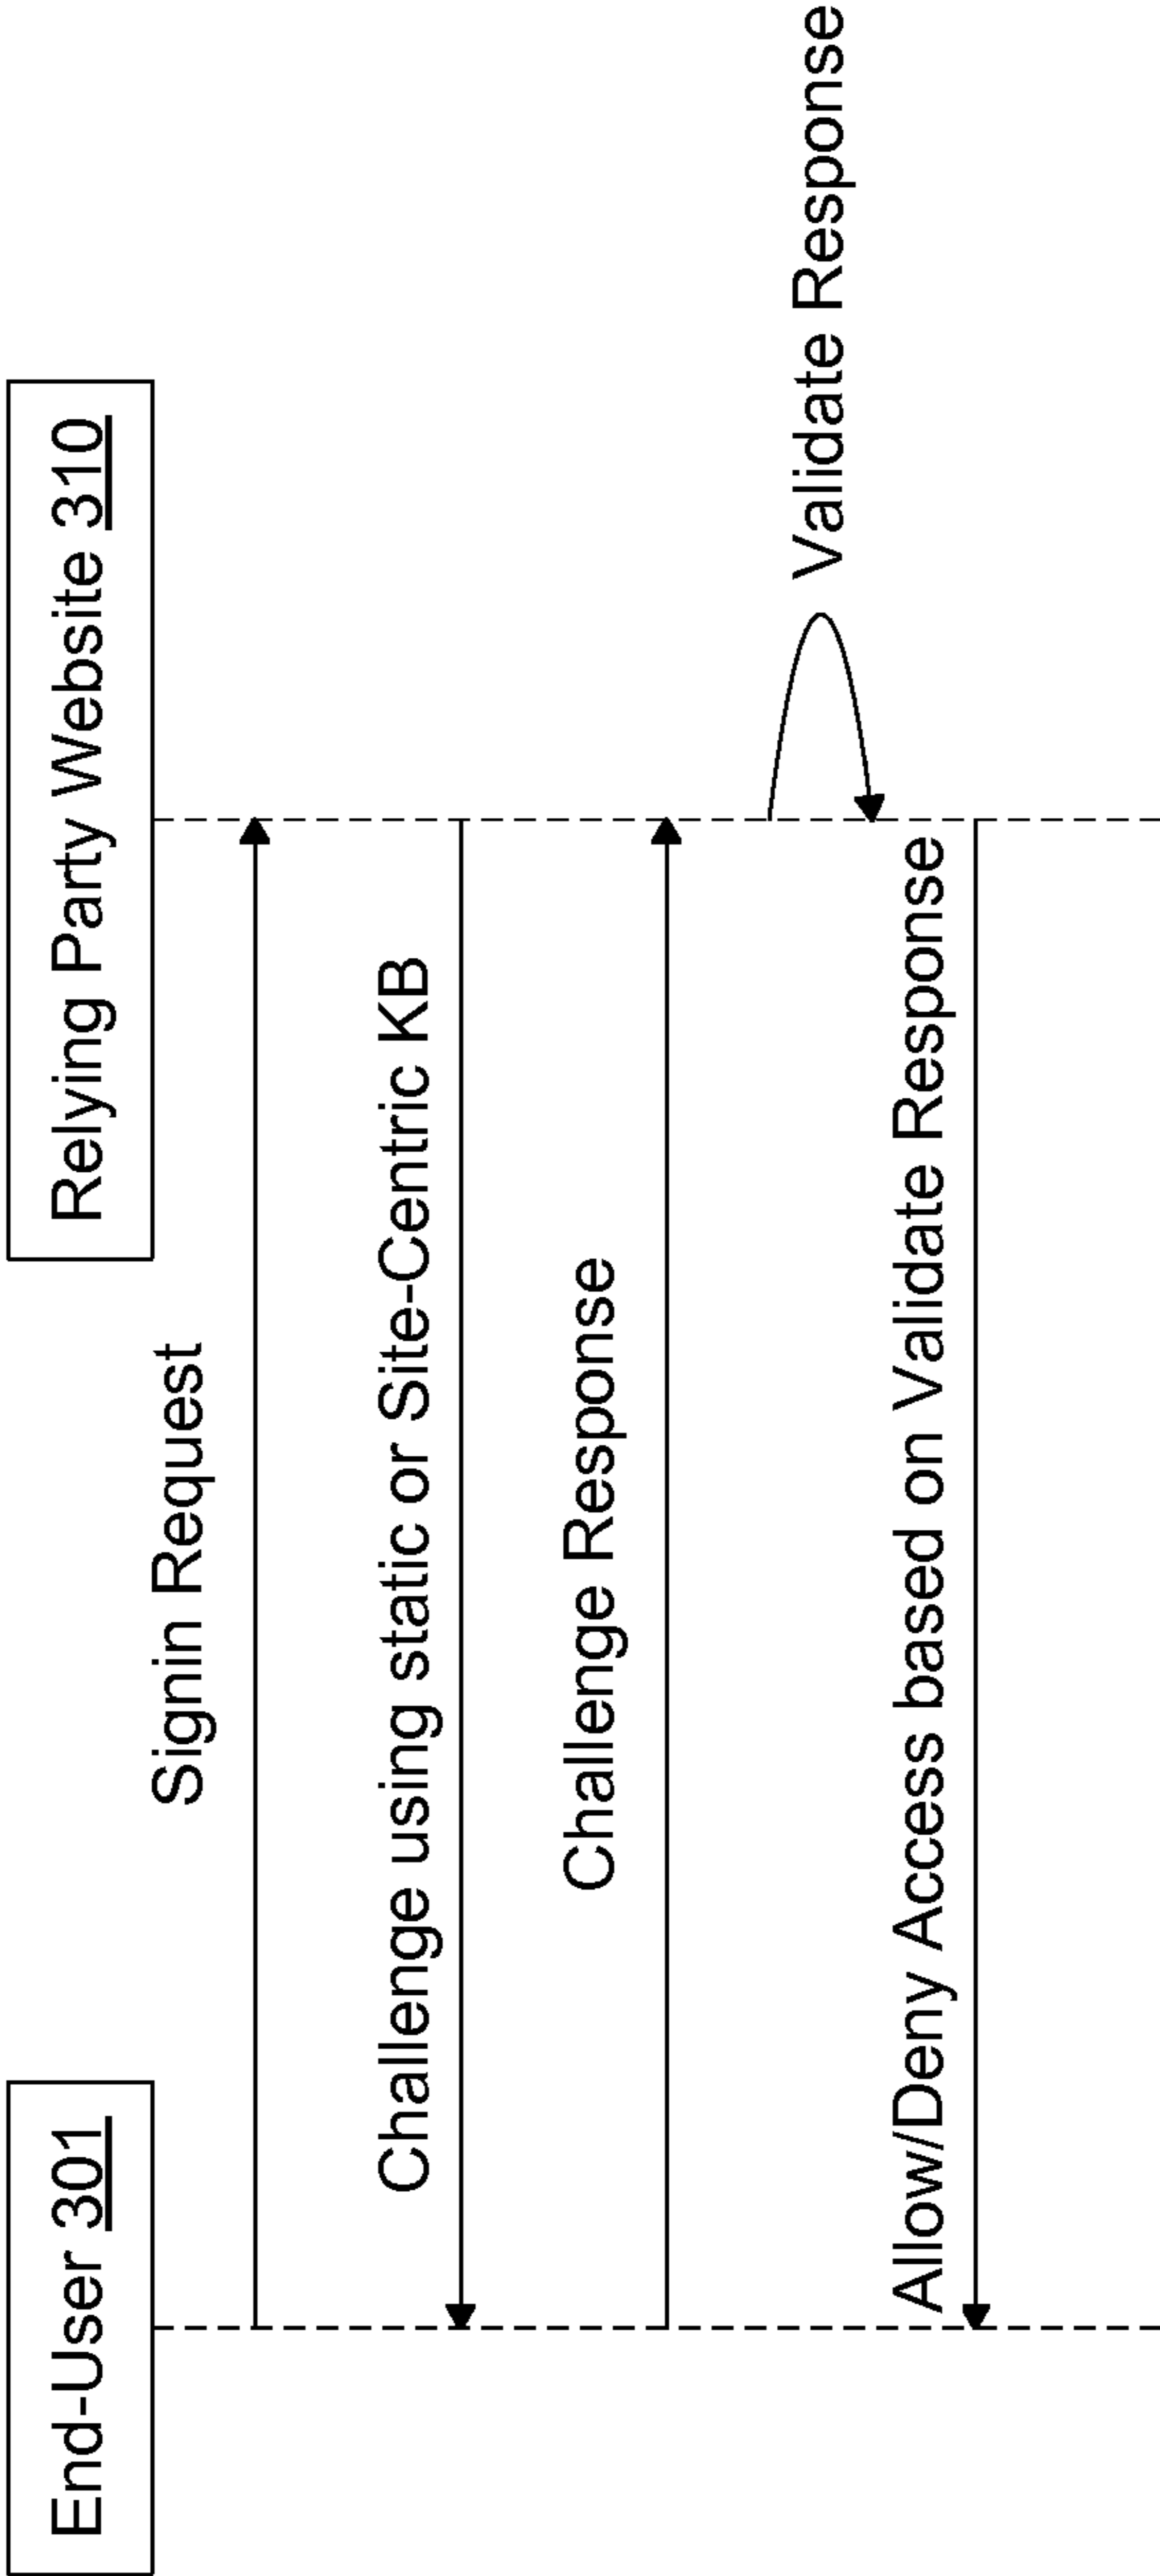 End-User 301
Relying Party Website 310
Signin Request
Challenge using static or Site-Centric KB
Challenge Response
Validate Response
Allow/Deny Access based on Validate Response